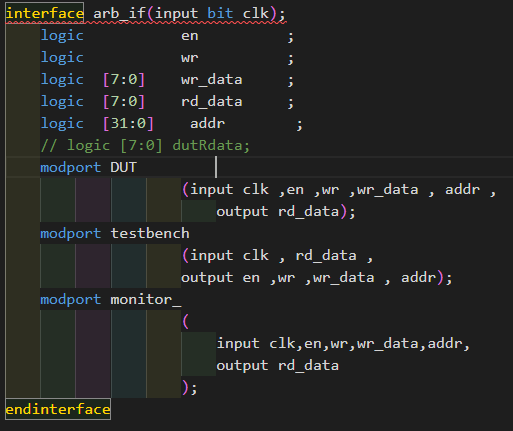 interface arb_if(input bit clk);
logic en ;
logic wr ;
logic [7:0] wr_data ;
logic [7:0] rd_data ;
logic [31:0] addr ;
// logic [7:0] dutRdata;
modport DUT
(input clk ,en ,wr ,wr_data , addr ,
output rd_data);
modport testbench
(input clk , rd_data ,
output en ,wr ,wr_data , addr);
modport monitor_
(
input clk,en,wr,wr_data,addr,
output rd_data
);
endinterface